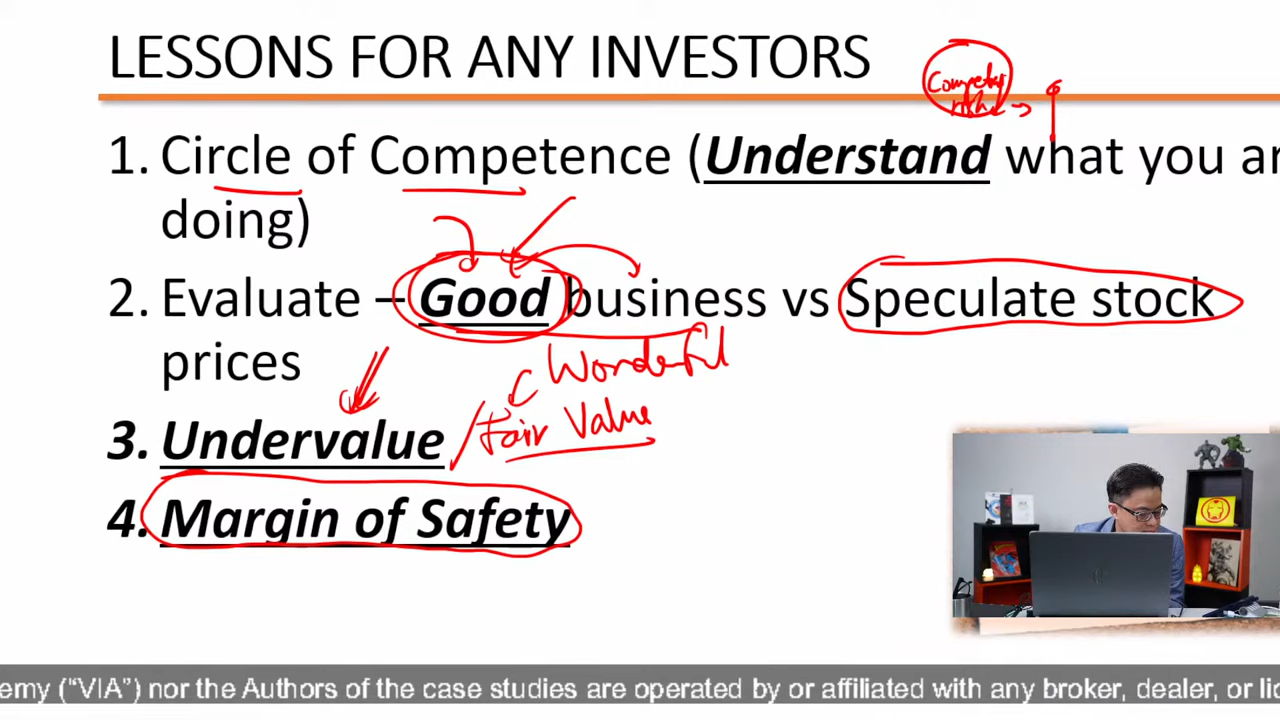 LESSONS FOR ANY INVESTORS
1. Circle of Competence (Understand what you ar
doing)
2. Evaluate – Good business vs Speculate stock
prices
Wonderful
3. Undervalue / Fair Value
4. Margin of Safety
emy (“VIA”) nor the Authors of the case studies are operated by or affiliated with any broker, dealer, or lic